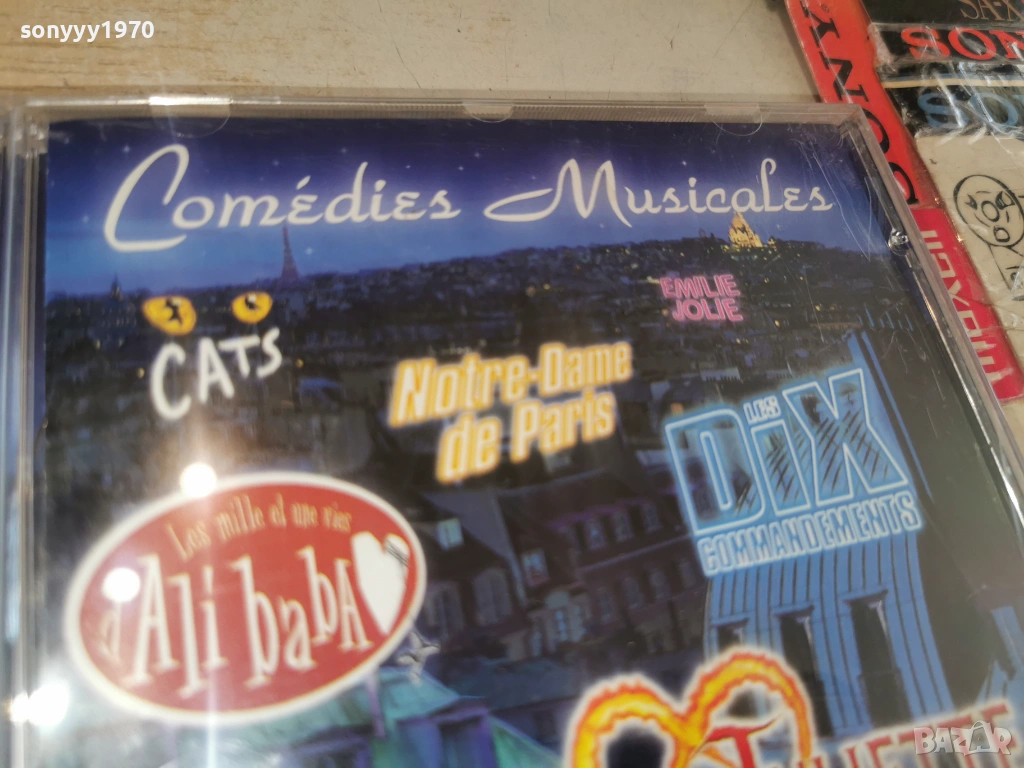 sonyyy1970
Comédies Musicales
EMILIE
JOLIE
CATS
Notre-Dame
de Paris
LES
DIX
COMMANDEMENTS
Les mille et une vies
d'Ali baba
BAZAR